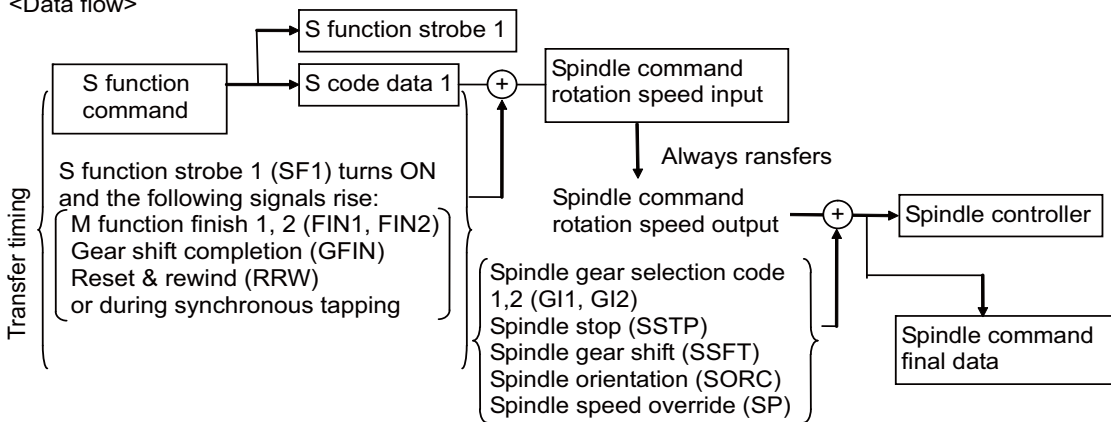 <Data flow>
S function strobe 1
S function
command
S code data 1
+
Spindle command
rotation speed input
Transfer timing
S function strobe 1 (SF1) turns ON
and the following signals rise:
M function finish 1, 2 (FIN1, FIN2)
Gear shift completion (GFIN)
Reset & rewind (RRW)
or during synchronous tapping
Always ransfers
Spindle command
rotation speed output
+
Spindle controller
Spindle gear selection code
1,2 (GI1, GI2)
Spindle stop (SSTP)
Spindle gear shift (SSFT)
Spindle orientation (SORC)
Spindle speed override (SP)
Spindle command
final data